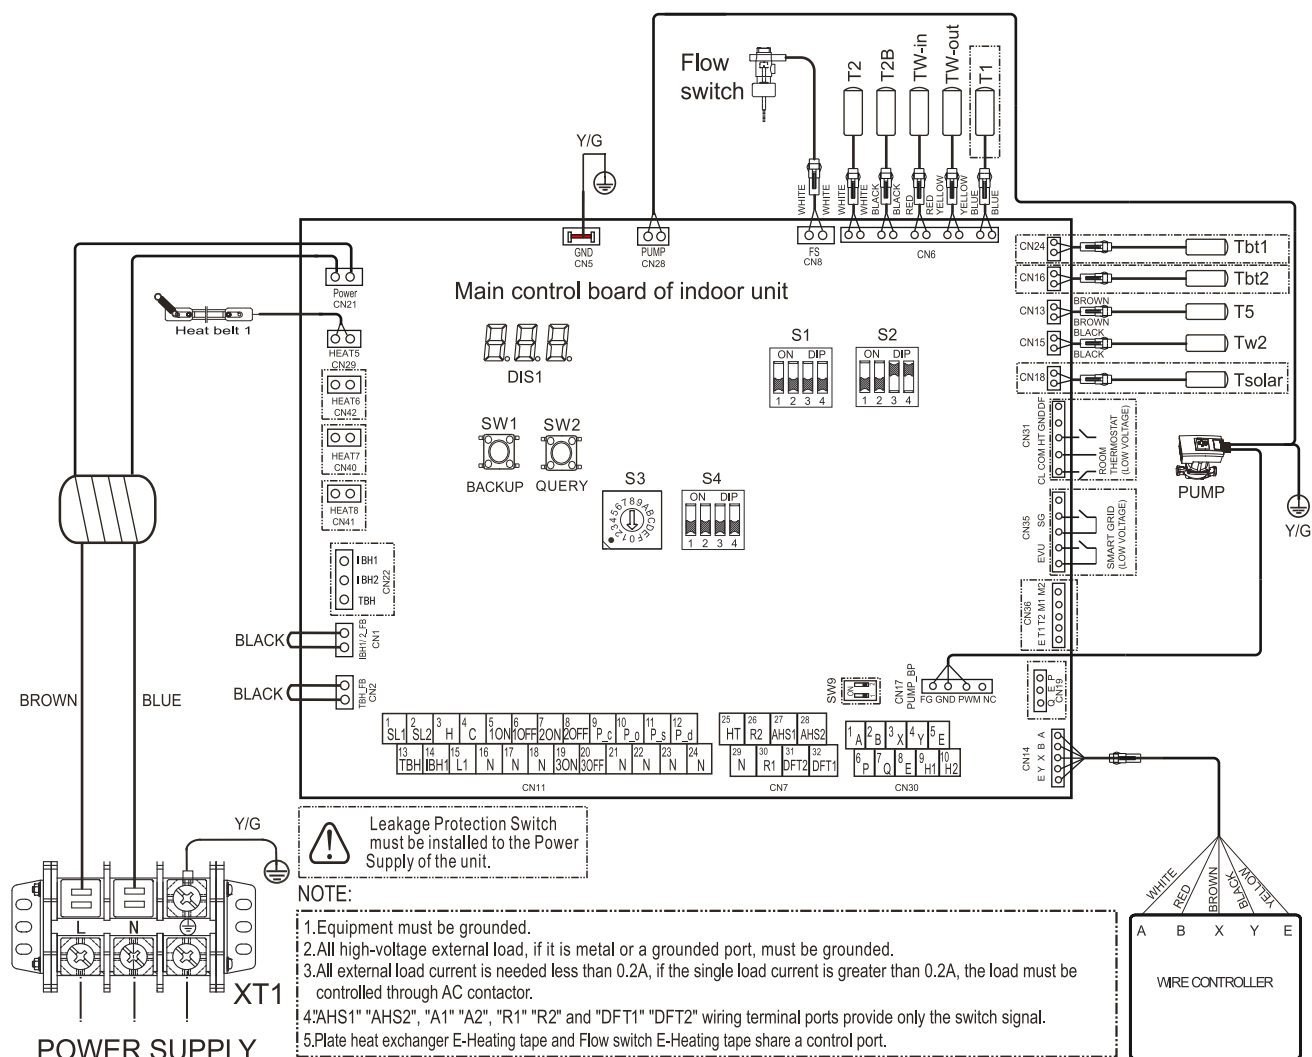 Flow
switch
T2
T2B
TW-in
TW-out
T1
Y/G
WHITE
WHITE
WHITE
WHITE
BLACK
BLACK
RED
RED
YELLOW
YELLOW
BLUE
BLUE
GND
CN5
PUMP
CN28
FS
CN8
CN6
Power
CN21
Main control board of indoor unit
Heat belt 1
HEAT5
CN29
HEAT6
CN42
HEAT7
CN40
HEAT8
CN41
DIS1
SW1
BACKUP
SW2
QUERY
S1
ON DIP
1 2 3 4
S2
ON DIP
1 2 3 4
S3
0123456789ABCDEF
S4
ON DIP
1 2 3 4
CN24
Tbt1
CN16
Tbt2
CN13
BROWN
BROWN
T5
CN15
BLACK
BLACK
Tw2
CN18
Tsolar
CN31
CL COM HT GND DF
ROOM
THERMOSTAT
(LOW VOLTAGE)
PUMP
Y/G
CN35
EVU SG
SMART GRID
(LOW VOLTAGE)
CN36
E T1 T2 M1 M2
IBH1
IBH2
TBH
CN22
BLACK
IBH1/2_FB
CN1
BLACK
TBH_FB
CN2
BROWN
BLUE
SW9
ON
1 2
CN17
PUMP_BP
FG GND PWM NC
Q E P
CN19
1 SL1 2 SL2 3 H 4 C 5 1ON 6 1OFF 7 2ON 8 2OFF 9 P_c 10 P_o 11 P_s 12 P_d
13 TBH 14 IBH1 15 L1 16 N 17 N 18 N 19 3ON 20 3OFF 21 N 22 N 23 N 24 N
CN11
25 HT 26 R2 27 AHS1 28 AHS2
29 N 30 R1 31 DFT2 32 DFT1
CN7
1 A 2 B 3 X 4 Y 5 E
6 P 7 Q 8 E 9 H1 10 H2
CN30
CN14
E Y X B A
Y/G
Leakage Protection Switch
must be installed to the Power
Supply of the unit.
NOTE:
1.Equipment must be grounded.
2.All high-voltage external load, if it is metal or a grounded port, must be grounded.
3.All external load current is needed less than 0.2A, if the single load current is greater than 0.2A, the load must be
controlled through AC contactor.
4."AHS1" "AHS2", "A1" "A2", "R1" "R2" and "DFT1" "DFT2" wiring terminal ports provide only the switch signal.
5.Plate heat exchanger E-Heating tape and Flow switch E-Heating tape share a control port.
L
N
XT1
POWER SUPPLY
WHITE
RED
BROWN
BLACK
YELLOW
A B X Y E
WIRE CONTROLLER